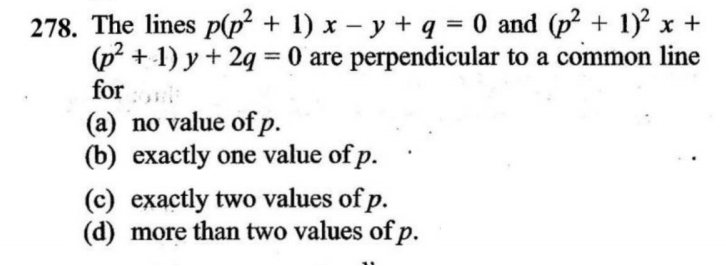 278. The lines p(p² + 1) x – y + q = 0 and (p² + 1)² x +
(p² + 1) y + 2q = 0 are perpendicular to a common line
for
(a) no value of p.
(b) exactly one value of p.
(c) exactly two values of p.
(d) more than two values of p.